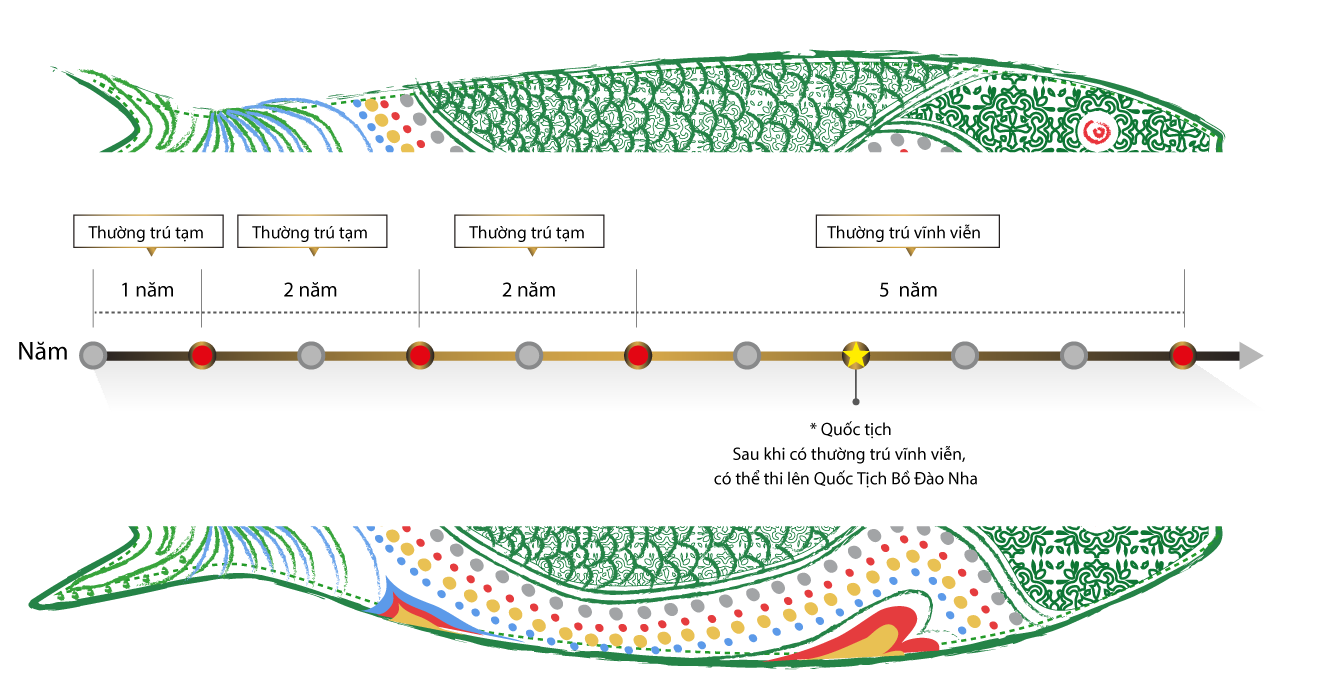 Thường trú tạm
Thường trú tạm
Thường trú tạm
Thường trú vĩnh viễn
1 năm
2 năm
2 năm
5 năm
Năm
* Quốc tịch
Sau khi có thường trú vĩnh viễn,
có thể thi lên Quốc Tịch Bồ Đào Nha